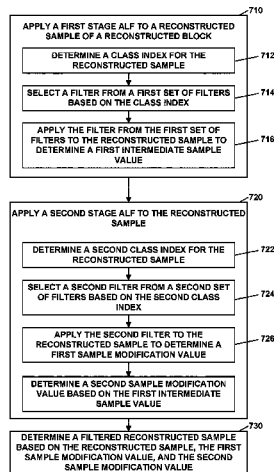 710
APPLY A FIRST STAGE ALF TO A RECONSTRUCTED
SAMPLE OF A RECONSTRUCTED BLOCK
712
DETERMINE A CLASS INDEX FOR THE
RECONSTRUCTED SAMPLE
714
SELECT A FILTER FROM A FIRST SET OF FILTERS
BASED ON THE CLASS INDEX
716
APPLY THE FILTER FROM THE FIRST SET OF
FILTERS TO THE RECONSTRUCTED SAMPLE TO
DETERMINE A FIRST INTERMEDIATE SAMPLE
VALUE
720
APPLY A SECOND STAGE ALF TO THE RECONSTRUCTED
SAMPLE
722
DETERMINE A SECOND CLASS INDEX FOR THE
RECONSTRUCTED SAMPLE
724
SELECT A SECOND FILTER FROM A SECOND SET
OF FILTERS BASED ON THE SECOND CLASS
INDEX
726
APPLY THE SECOND FILTER TO THE
RECONSTRUCTED SAMPLE TO DETERMINE A
FIRST SAMPLE MODIFICATION VALUE
DETERMINE A SECOND SAMPLE MODIFICATION
VALUE BASED ON THE FIRST INTERMEDIATE
SAMPLE VALUE
730
DETERMINE A FILTERED RECONSTRUCTED SAMPLE
BASED ON THE RECONSTRUCTED SAMPLE, THE FIRST
SAMPLE MODIFICATION VALUE, AND THE SECOND
SAMPLE MODIFICATION VALUE